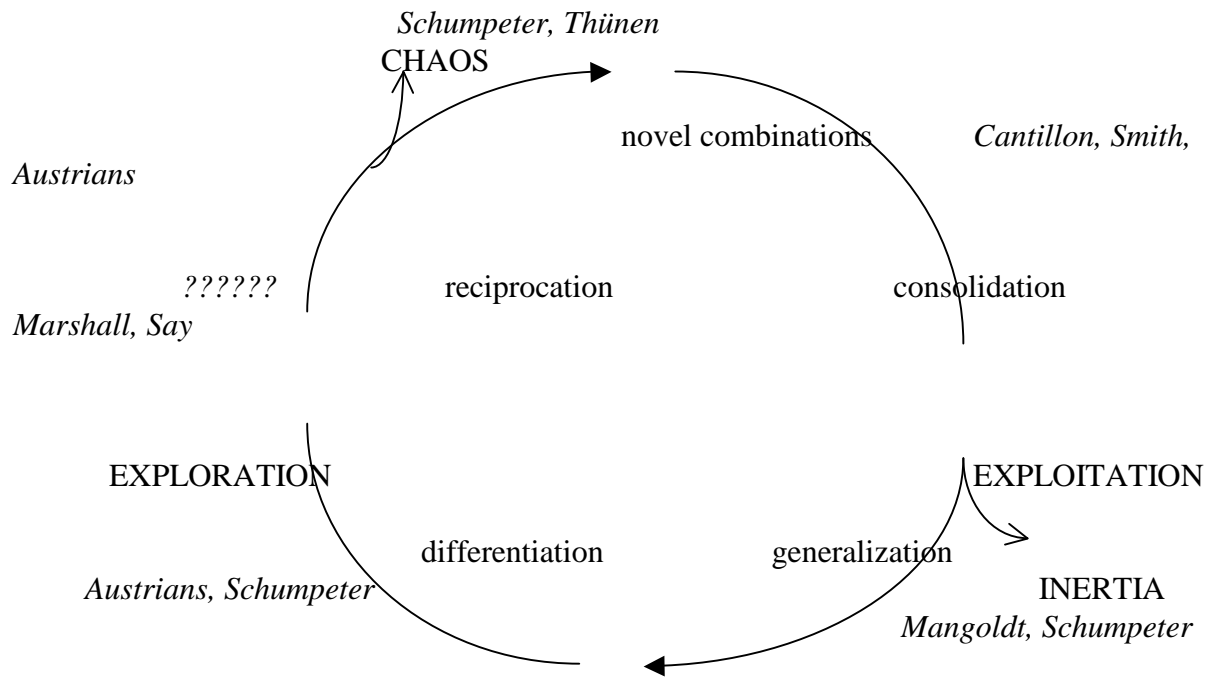 Schumpeter, Thünen
CHAOS
novel combinations Cantillon, Smith,
Austrians
?????? reciprocation consolidation
Marshall, Say
EXPLORATION EXPLOITATION
differentiation generalization
Austrians, Schumpeter INERTIA
Mangoldt, Schumpeter